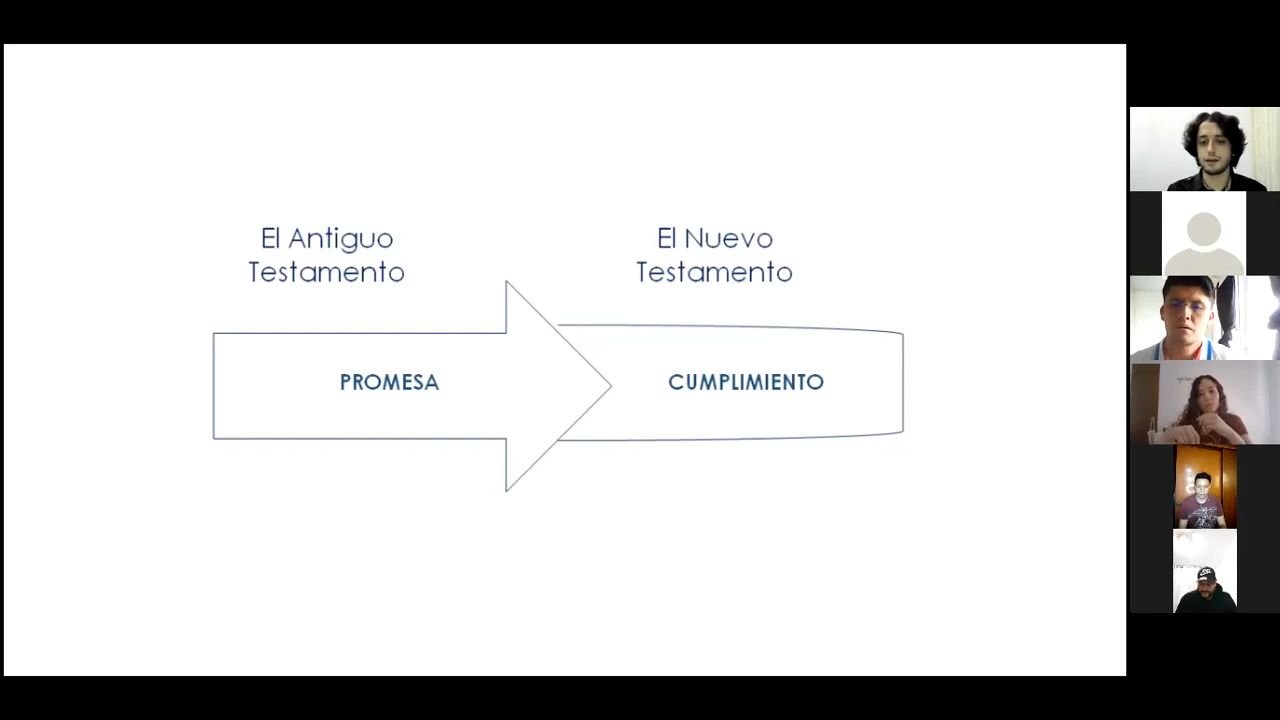 El Antiguo
Testamento
El Nuevo
Testamento
PROMESA
CUMPLIMIENTO